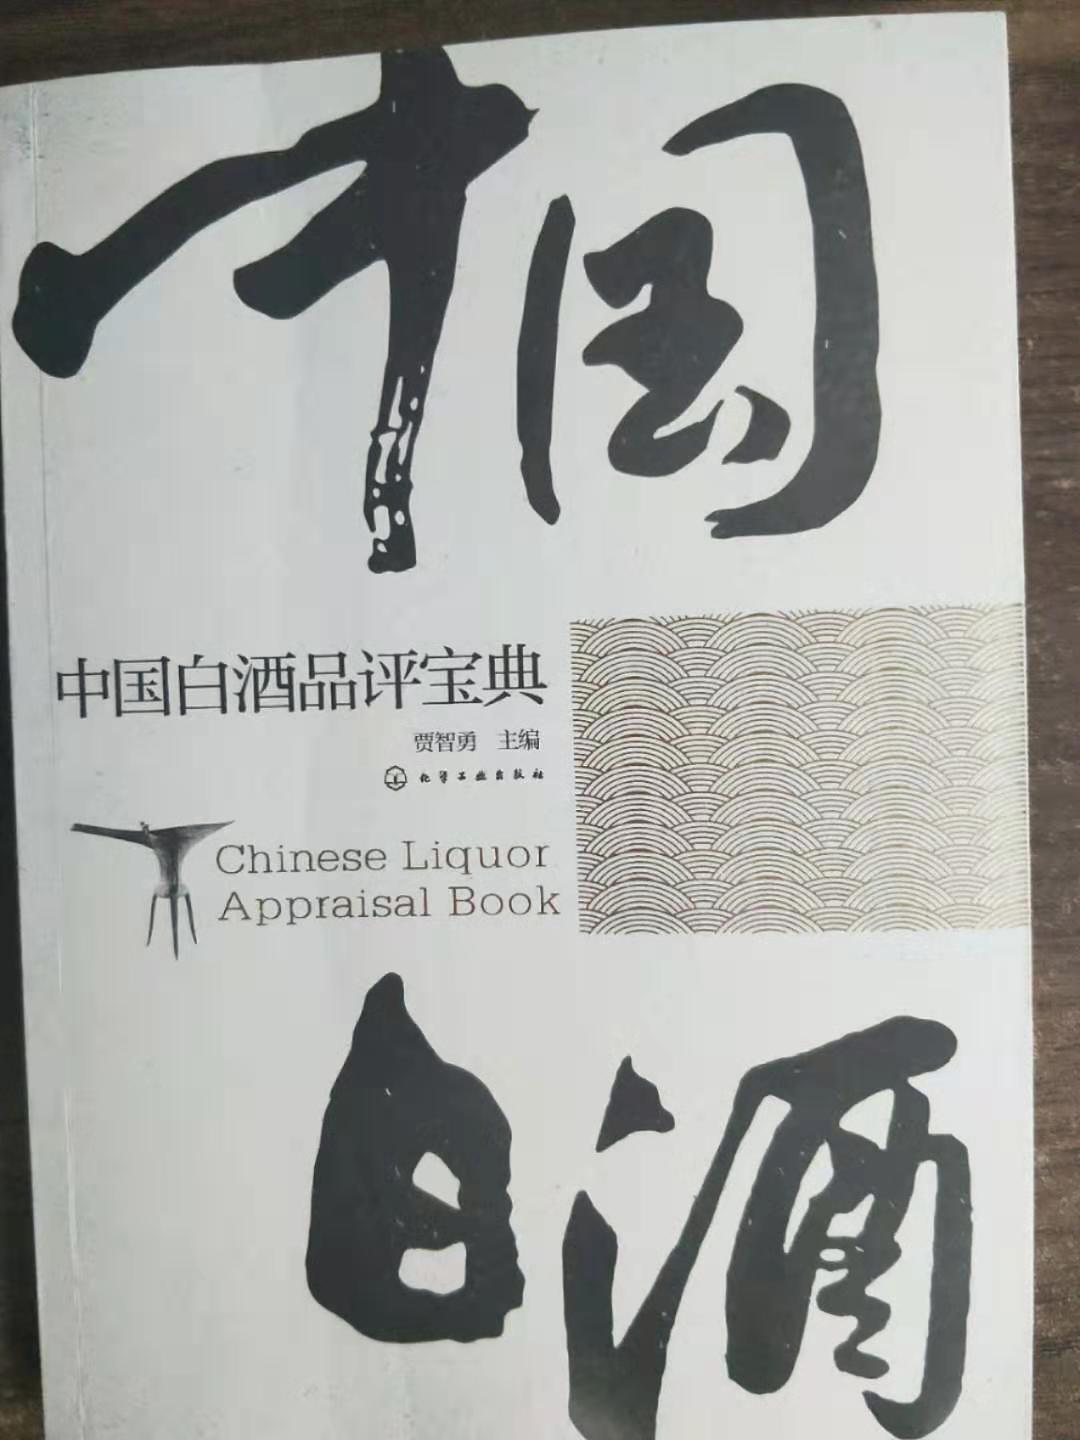 中国
中国白酒品评宝典
贾智勇 主编
化学工业出版社
Chinese Liquor
Appraisal Book
白酒